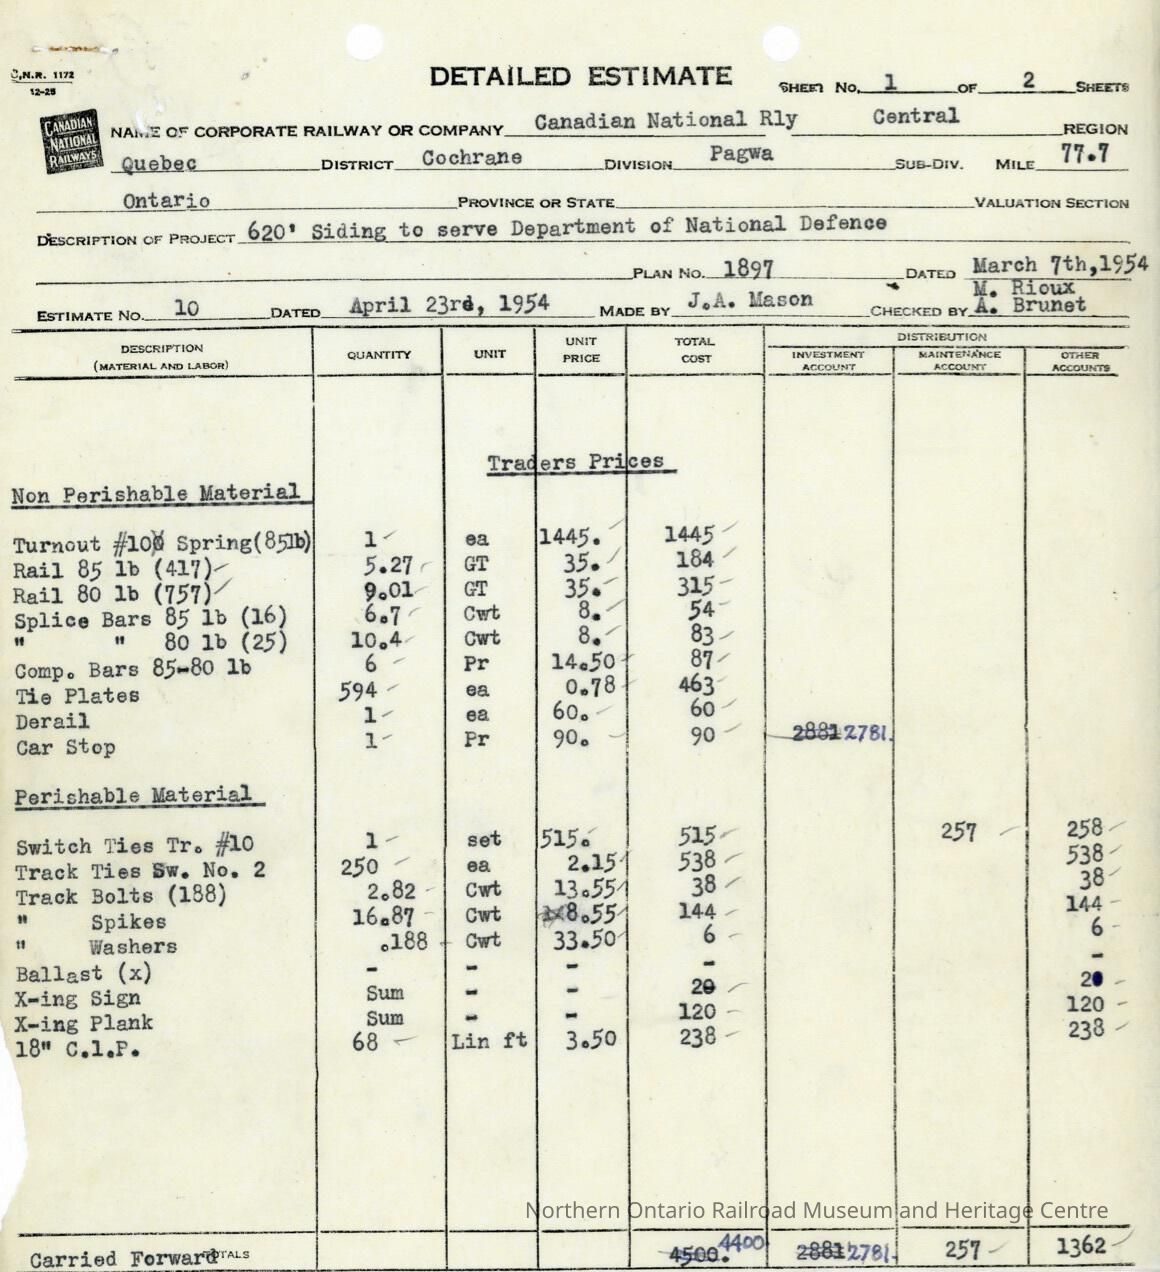 C.N.R. 1172
12-28
DETAILED ESTIMATE SHEET No. 1 OF 2 SHEETS
CANADIAN NATIONAL RAILWAYS
NAME OF CORPORATE RAILWAY OR COMPANY Canadian National Rly Central REGION
Quebec DISTRICT Cochrane DIVISION Pagwa SUB-DIV. MILE 77.7
Ontario PROVINCE OR STATE VALUATION SECTION
DESCRIPTION OF PROJECT 620' Siding to serve Department of National Defence
PLAN NO. 1897 DATED March 7th,1954
ESTIMATE NO. 10 DATED April 23rd, 1954 MADE BY J.A. Mason CHECKED BY M. Rioux
A. Brunet
DESCRIPTION (MATERIAL AND LABOR) QUANTITY UNIT UNIT PRICE TOTAL COST DISTRIBUTION
INVESTMENT ACCOUNT MAINTENANCE ACCOUNT OTHER ACCOUNTS
Traders Prices
Non Perishable Material
Turnout #10 Spring(85lb) 1 ea 1445. 1445
Rail 85 lb (417) 5.27 GT 35. 184
Rail 80 lb (757) 9.01 GT 35. 315
Splice Bars 85 lb (16) 6.7 Cwt 8. 54
" " 80 lb (25) 10.4 Cwt 8. 83
Comp. Bars 85-80 lb 6 Pr 14.50 87
Tie Plates 594 ea 0.78 463
Derail 1 ea 60. 60
Car Stop 1 Pr 90. 90 2881 2781.
Perishable Material
Switch Ties Tr. #10 1 set 515. 515 257 258
Track Ties Sw. No. 2 250 ea 2.15 538 538
Track Bolts (188) 2.82 Cwt 13.55 38 38
" Spikes 16.87 Cwt 8.55 144 144
" Washers .188 Cwt 33.50 6 6
Ballast (x) - - - - -
X-ing Sign Sum - - 20 20
X-ing Plank Sum - - 120 120
18" C.1.P. 68 Lin ft 3.50 238 238
Northern Ontario Railroad Museum and Heritage Centre
Carried Forward TOTALS 4500. 4400 2881 2781. 257 1362